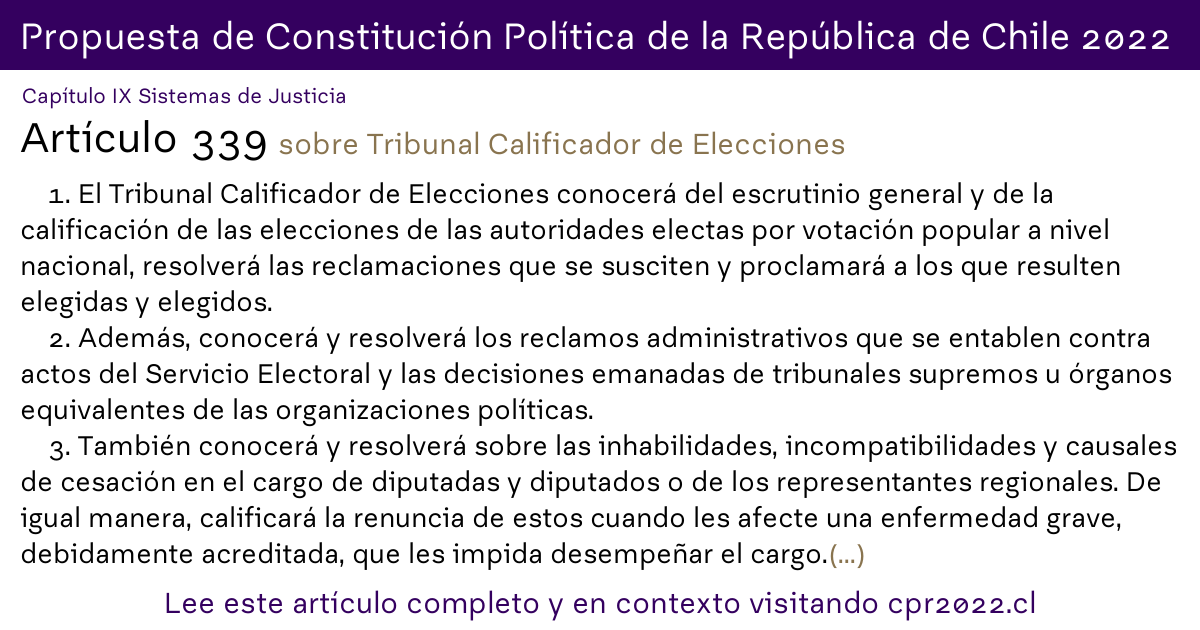 Propuesta de Constitución Política de la República de Chile 2022
Capítulo IX Sistemas de Justicia
Artículo 339 sobre Tribunal Calificador de Elecciones
1. El Tribunal Calificador de Elecciones conocerá del escrutinio general y de la
calificación de las elecciones de las autoridades electas por votación popular a nivel
nacional, resolverá las reclamaciones que se susciten y proclamará a los que resulten
elegidas y elegidos.
2. Además, conocerá y resolverá los reclamos administrativos que se entablen contra
actos del Servicio Electoral y las decisiones emanadas de tribunales supremos u órganos
equivalentes de las organizaciones políticas.
3. También conocerá y resolverá sobre las inhabilidades, incompatibilidades y causales
de cesación en el cargo de diputadas y diputados o de los representantes regionales. De
igual manera, calificará la renuncia de estos cuando les afecte una enfermedad grave,
debidamente acreditada, que les impida desempeñar el cargo.(...)
Lee este artículo completo y en contexto visitando cpr2022.cl